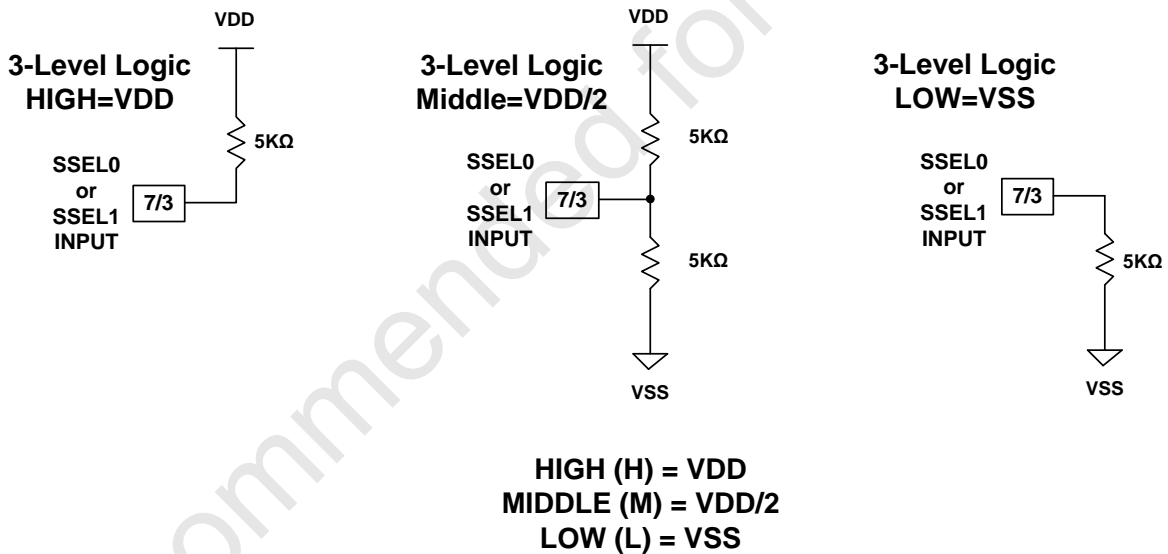 VDD
3-Level Logic
HIGH=VDD
5KΩ
SSEL0
or
SSEL1
INPUT
7/3
VDD
3-Level Logic
Middle=VDD/2
5KΩ
SSEL0
or
SSEL1
INPUT
7/3
5KΩ
VSS
3-Level Logic
LOW=VSS
SSEL0
or
SSEL1
INPUT
7/3
5KΩ
VSS
HIGH (H) = VDD
MIDDLE (M) = VDD/2
LOW (L) = VSS
ommended for